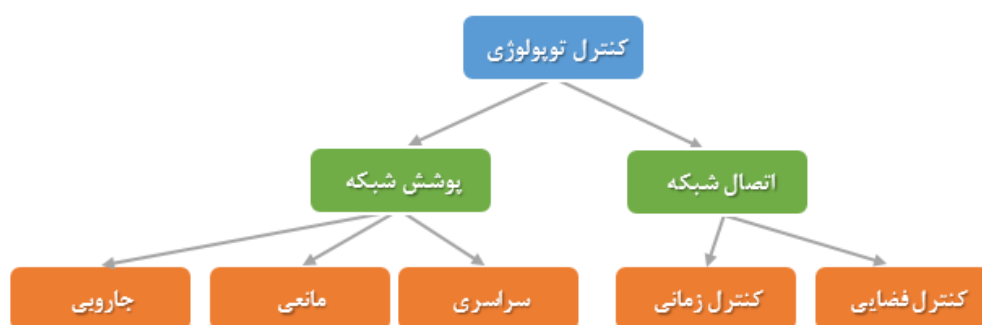 کنترل توپولوژی
اتصال شبکه
پوشش شبکه
کنترل فضایی
کنترل زمانی
سراسری
مانعی
جارویی